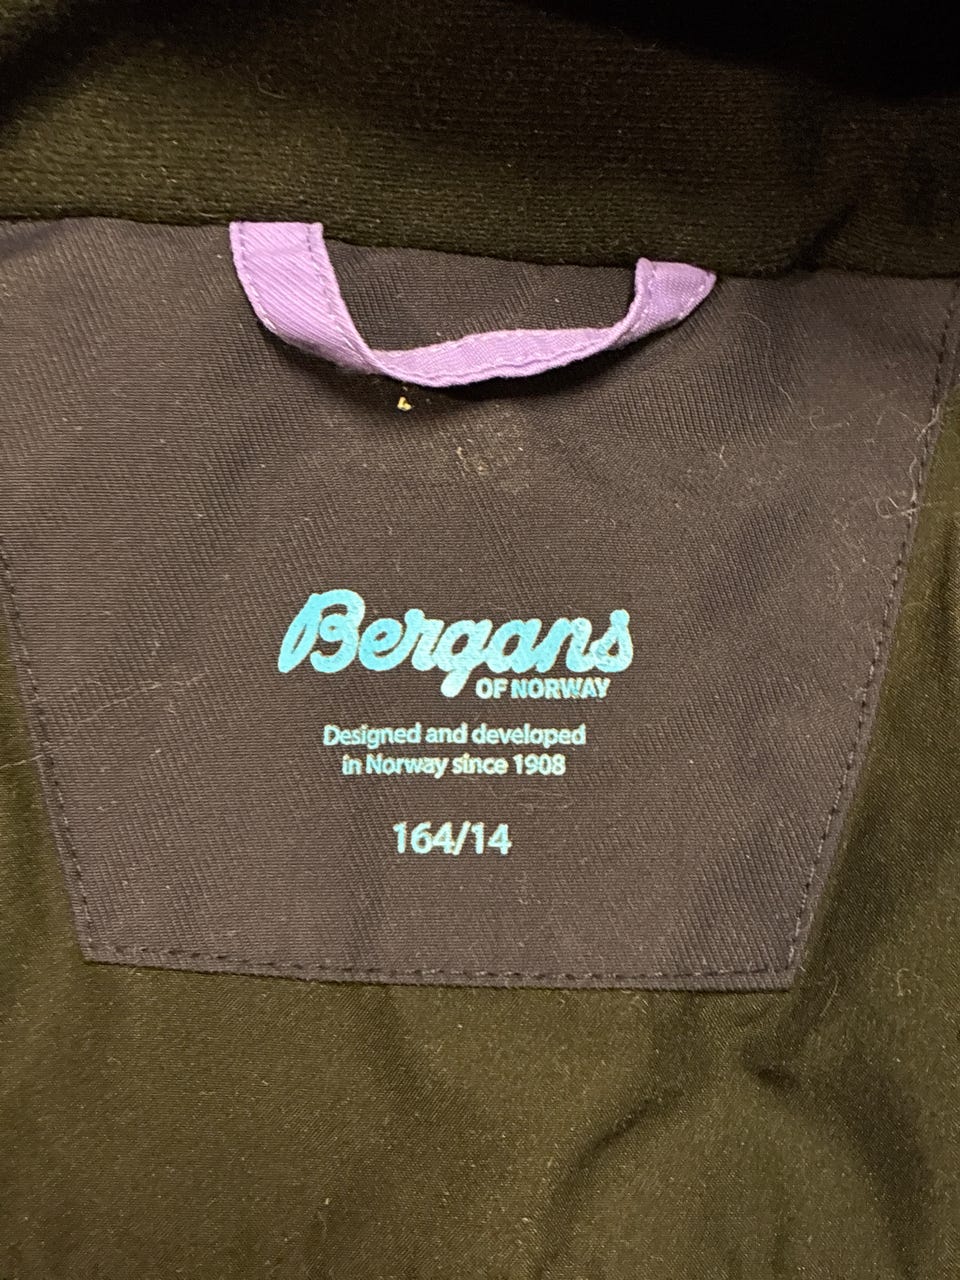 Bergans
OF NORWAY
Designed and developed
in Norway since 1908
164/14